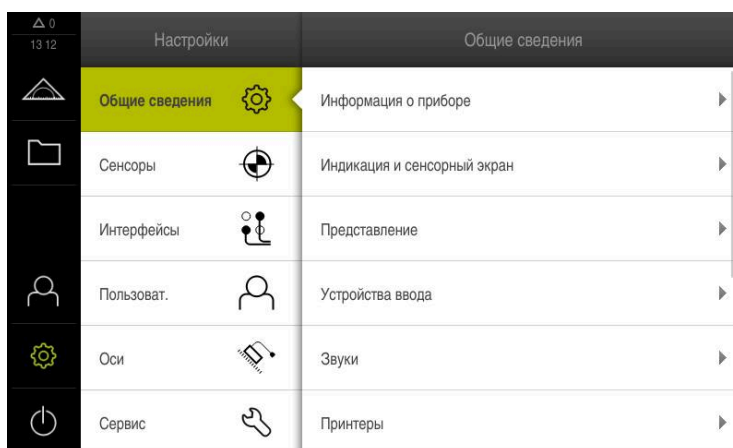 0
13 12
Настройки
Общие сведения
Общие сведения
Сенсоры
Интерфейсы
Пользоват.
Оси
Сервис
Информация о приборе
Индикация и сенсорный экран
Представление
Устройства ввода
Звуки
Принтеры